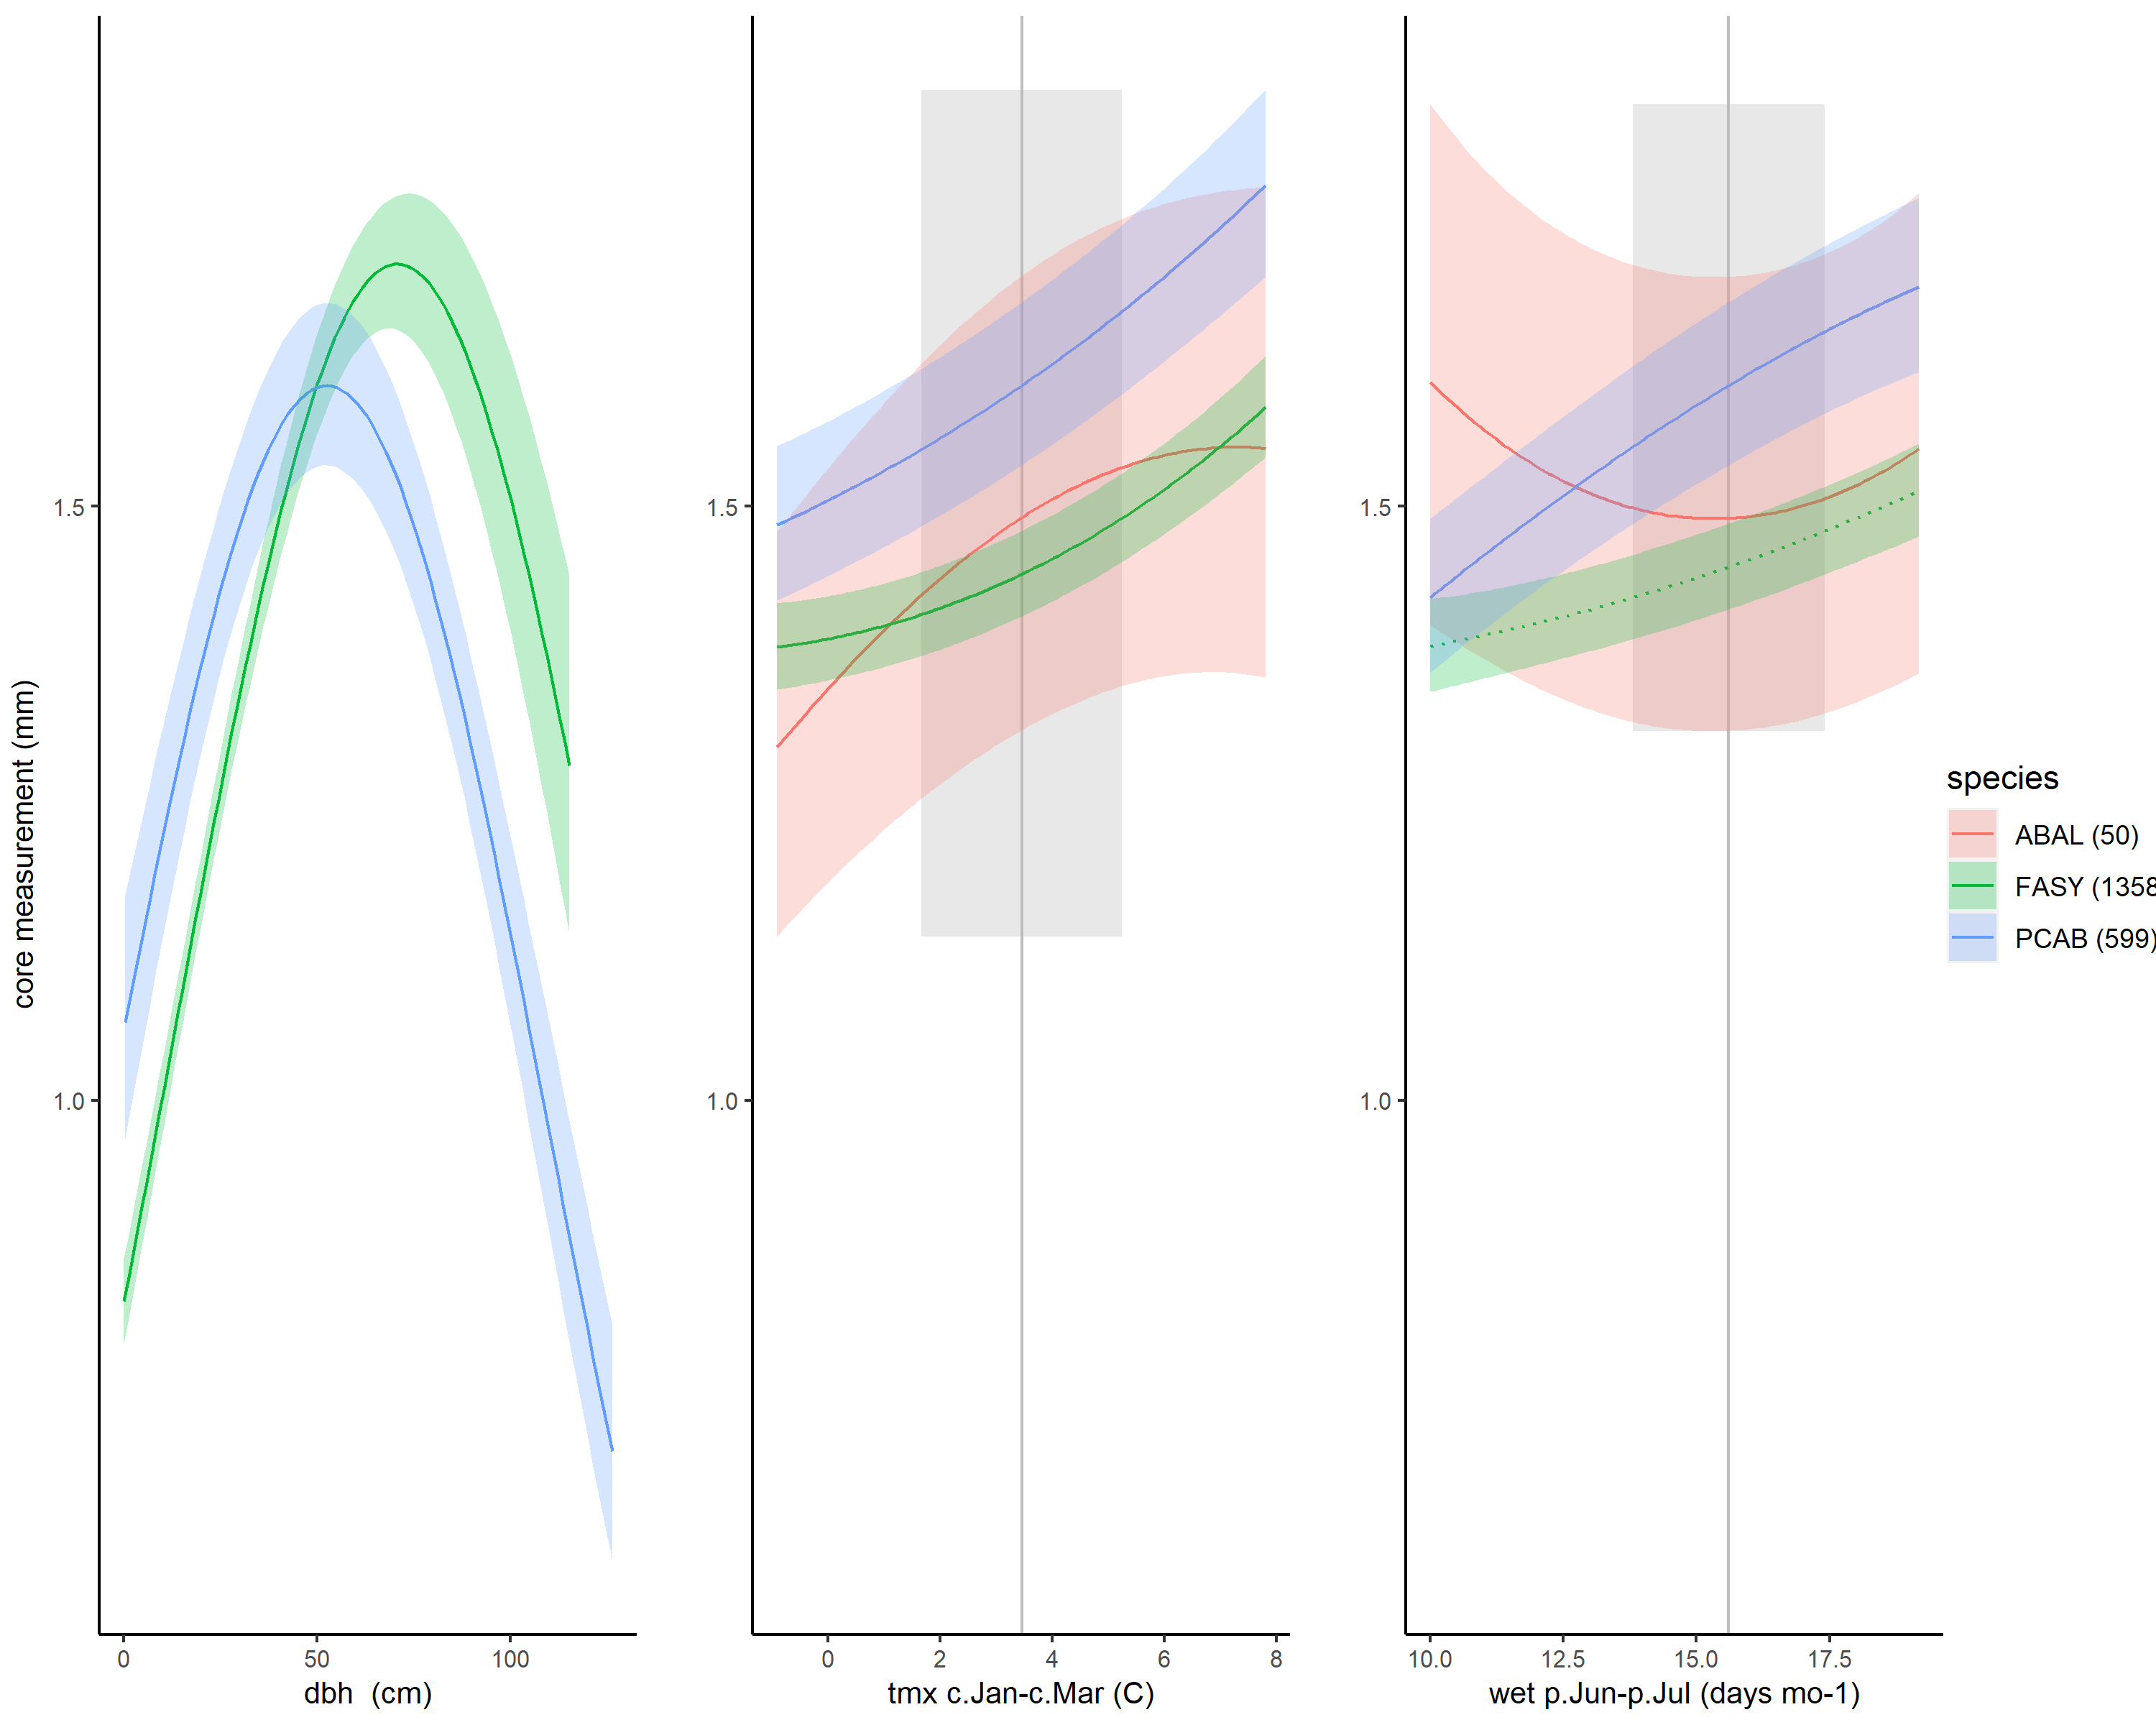 core measurement (mm)
1.5
1.0
0 50 100
dbh  (cm)
1.5
1.0
0 2 4 6 8
tmx c.Jan-c.Mar (C)
1.5
1.0
10.0 12.5 15.0 17.5
wet p.Jun-p.Jul (days mo-1)
species
ABAL (50)
FASY (1358
PCAB (599)